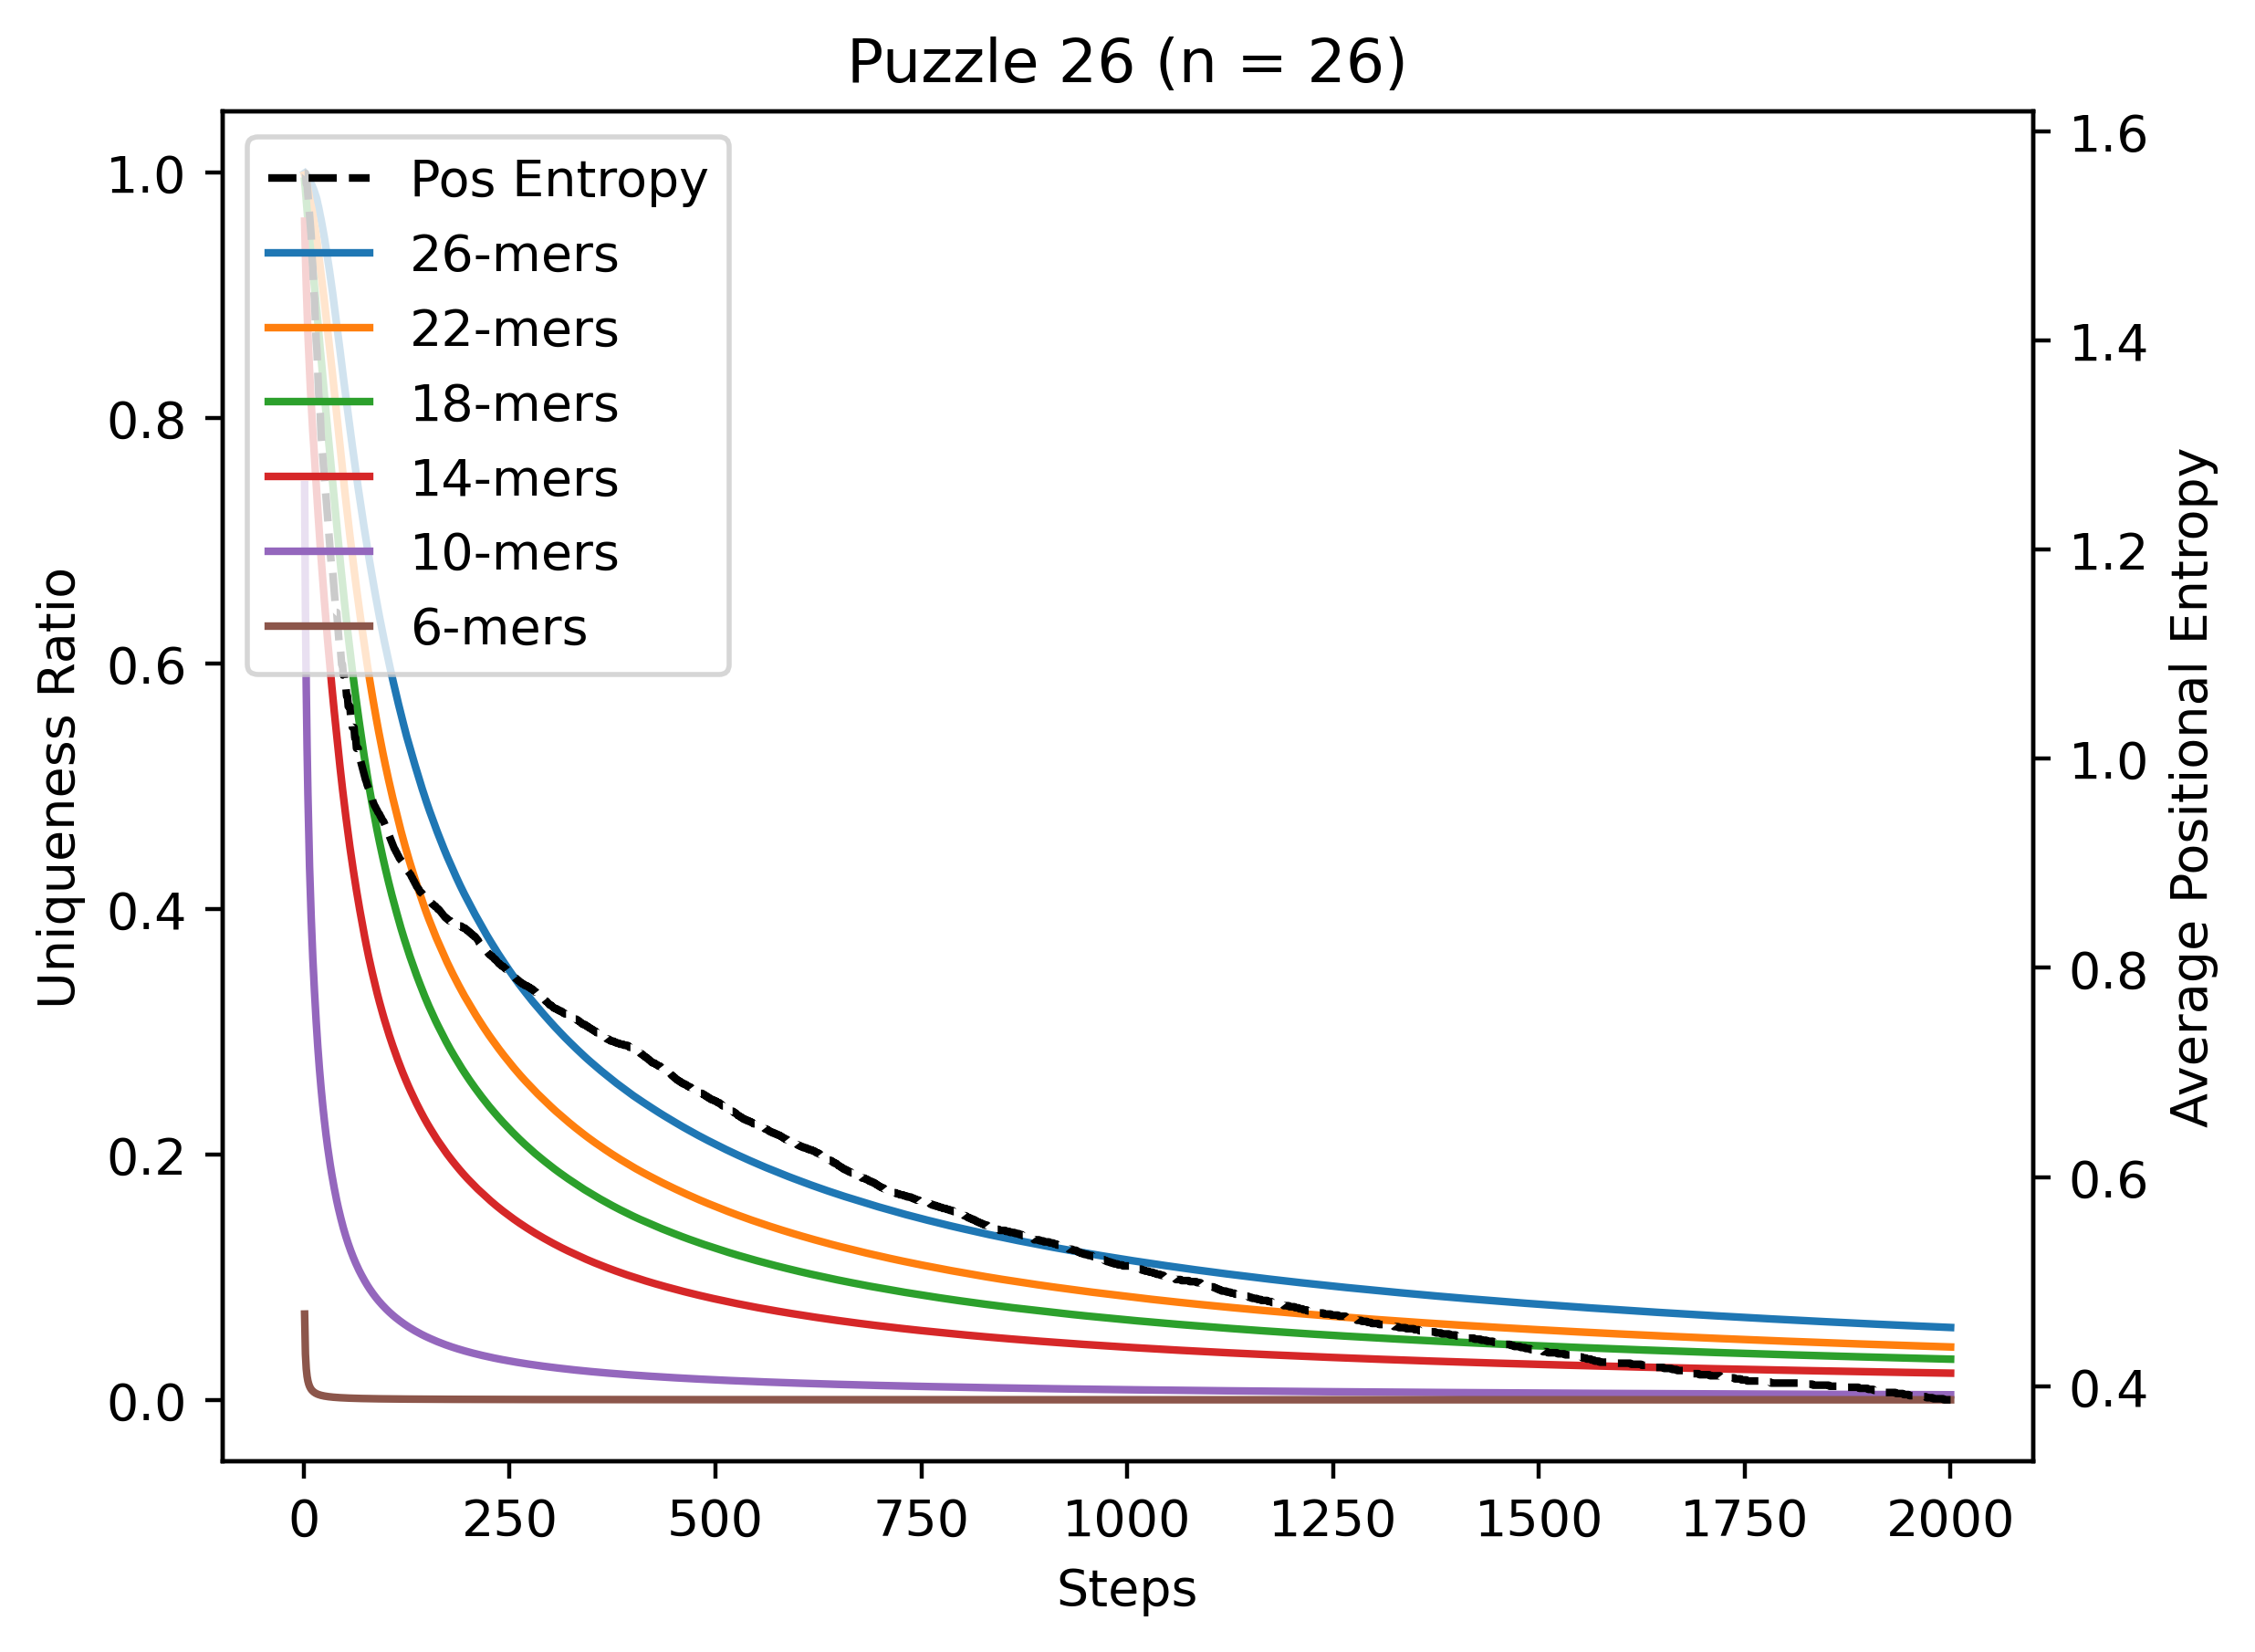 Puzzle 26 (n = 26)
Pos Entropy
26-mers
22-mers
18-mers
14-mers
10-mers
6-mers
Uniqueness Ratio
1.0
0.8
0.6
0.4
0.2
0.0
1.6
1.4
1.2
1.0
0.8
0.6
0.4
Average Positional Entropy
0 250 500 750 1000 1250 1500 1750 2000
Steps